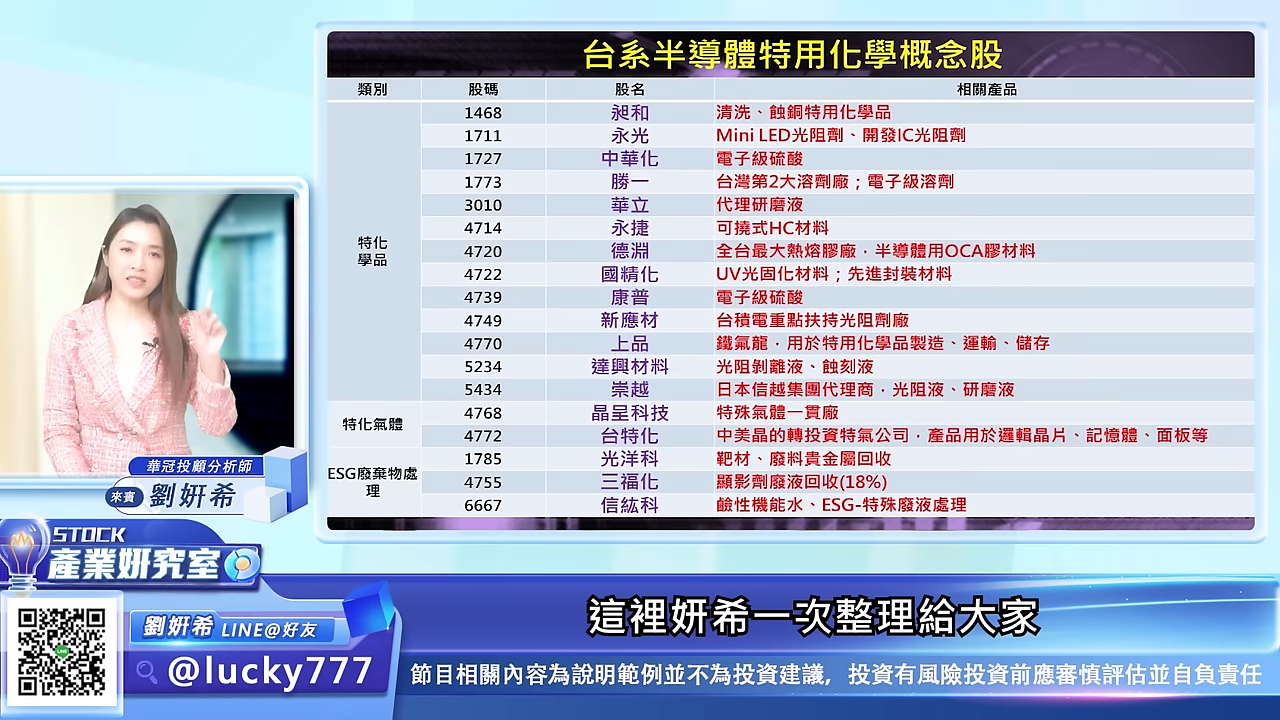 台系半導體特用化學概念股
類別 股碼 股名 相關產品
特化
學品
1468 昶和 清洗、蝕銅特用化學品
1711 永光 Mini LED光阻劑、開發IC光阻劑
1727 中華化 電子級硫酸
1773 勝一 台灣第2大溶劑廠；電子級溶劑
3010 華立 代理研磨液
4714 永捷 可撓式HC材料
4720 德淵 全台最大熱熔膠廠，半導體用OCA膠材料
4722 國精化 UV光固化材料；先進封裝材料
4739 康普 電子級硫酸
4749 新應材 台積電重點扶持光阻劑廠
4770 上品 鐵氟龍，用於特用化學品製造、運輸、儲存
5234 達興材料 光阻剝離液、蝕刻液
5434 崇越 日本信越集團代理商，光阻液、研磨液
特化氣體
4768 晶呈科技 特殊氣體一貫廠
4772 台特化 中美晶的轉投資特氣公司，產品用於邏輯晶片、記憶體、面板等
ESG廢棄物處
理
1785 光洋科 靶材、廢料貴金屬回收
4755 三福化 顯影劑廢液回收(18%)
6667 信紘科 鹼性機能水、ESG-特殊廢液處理
華冠投顧分析師
來賓 劉妍希
STOCK
產業妍究室
劉妍希 LINE@好友
@lucky777
LINE
這裡妍希一次整理給大家
節目相關內容為說明範例並不為投資建議，投資有風險投資前應審慎評估並自負責任